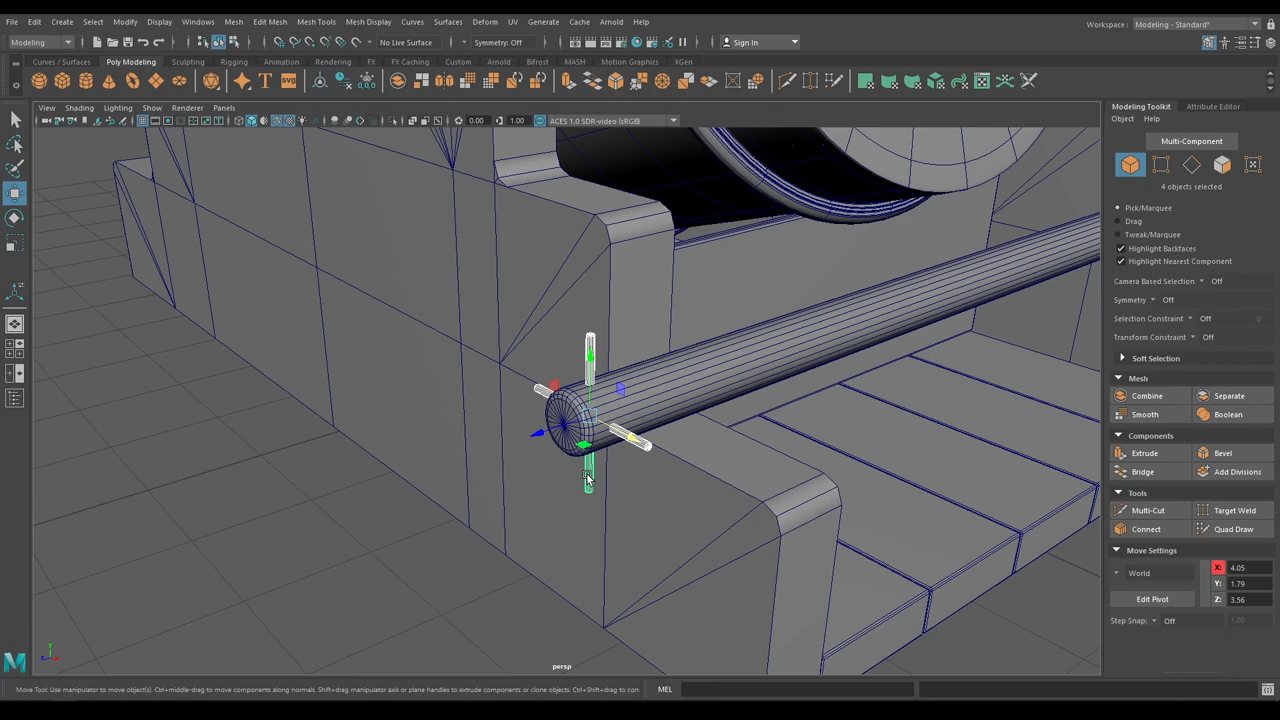 File Edit Create Select Modify Display Windows Mesh Edit Mesh Mesh Tools Mesh Display Curves Surfaces Deform UV Generate Cache Arnold Help
Workspace : Modeling - Standard*
Modeling No Live Surface Symmetry: Off Sign In
Curves / Surfaces Poly Modeling Sculpting Rigging Animation Rendering FX FX Caching Custom Arnold Bifrost MASH Motion Graphics XGen
View Shading Lighting Show Renderer Panels
0.00 1.00 ACES 1.0 SDR-video (sRGB)
Modeling Toolkit Attribute Editor
Object Help
Multi-Component
4 objects selected
Pick/Marquee
Drag
Tweak/Marquee
Highlight Backfaces
Highlight Nearest Component
Camera Based Selection Off
Symmetry Off
Selection Constraint Off 0
Transform Constraint Off
Soft Selection
Mesh
Combine Separate
Smooth Boolean
Components
Extrude Bevel
Bridge Add Divisions
Tools
Multi-Cut Target Weld
Connect Quad Draw
Move Settings
X: 4.05
World Y: 1.79
Edit Pivot Z: 3.56
Step Snap: Off 1.00
persp
Move Tool: Use manipulator to move object(s). Ctrl+middle-drag to move components along normals. Shift+drag manipulator axis or plane handles to extrude components or clone objects. Ctrl+Shift+drag to con
MEL